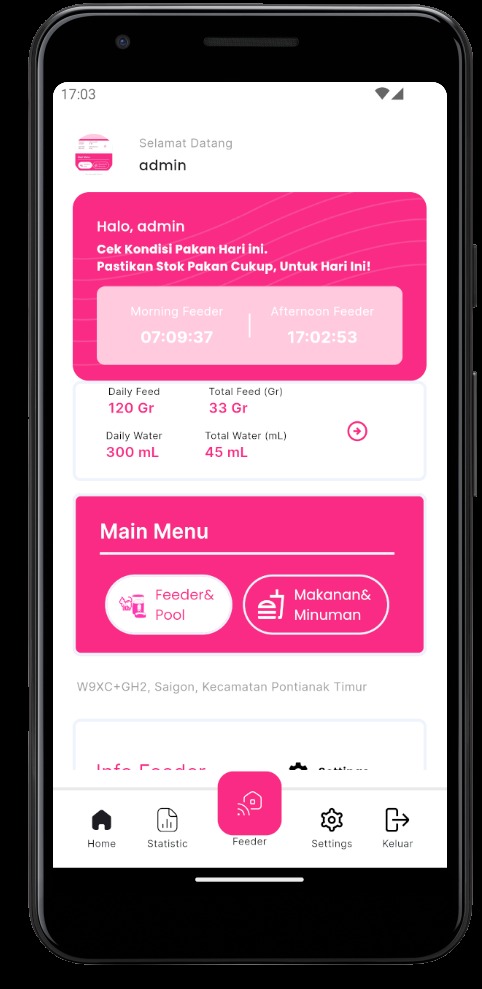 17:03
Selamat Datang
admin
Halo, admin
Cek Kondisi Pakan Hari ini.
Pastikan Stok Pakan Cukup, Untuk Hari Ini!
Morning Feeder
Afternoon Feeder
07:09:37
17:02:53
Daily Feed
Total Feed (Gr)
120 Gr
33 Gr
Daily Water
Total Water (mL)
300 mL
45 mL
Main Menu
Feeder&
Pool
Makanan&
Minuman
W9XC+GH2, Saigon, Kecamatan Pontianak Timur
Info Feeder
Settings
Home
Statistic
Feeder
Settings
Keluar